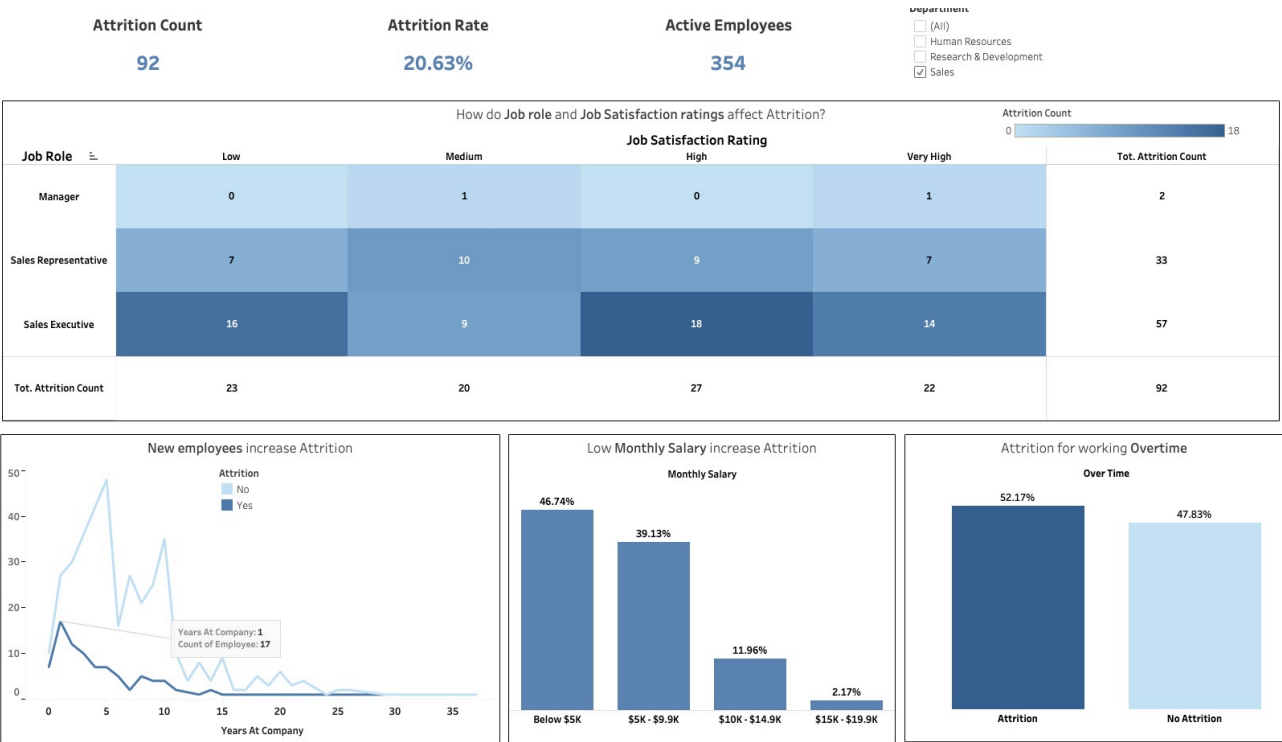 Attrition Count
Attrition Rate
Active Employees
Department
(All)
Human Resources
Research & Development
Sales
92
20.63%
354
How do Job role and Job Satisfaction ratings affect Attrition?
Attrition Count
0
18
Job Satisfaction Rating
Job Role
Low
Medium
High
Very High
Tot. Attrition Count
Manager
0
1
0
1
2
Sales Representative
7
10
9
7
33
Sales Executive
16
9
18
14
57
Tot. Attrition Count
23
20
27
22
92
New employees increase Attrition
Attrition
No
Yes
50
40
30
20
10
0
Years At Company: 1
Count of Employee: 17
0
5
10
15
20
25
30
35
Years At Company
Low Monthly Salary increase Attrition
Monthly Salary
46.74%
39.13%
11.96%
2.17%
Below $5K
$5K - $9.9K
$10K - $14.9K
$15K - $19.9K
Attrition for working Overtime
Over Time
52.17%
47.83%
Attrition
No Attrition